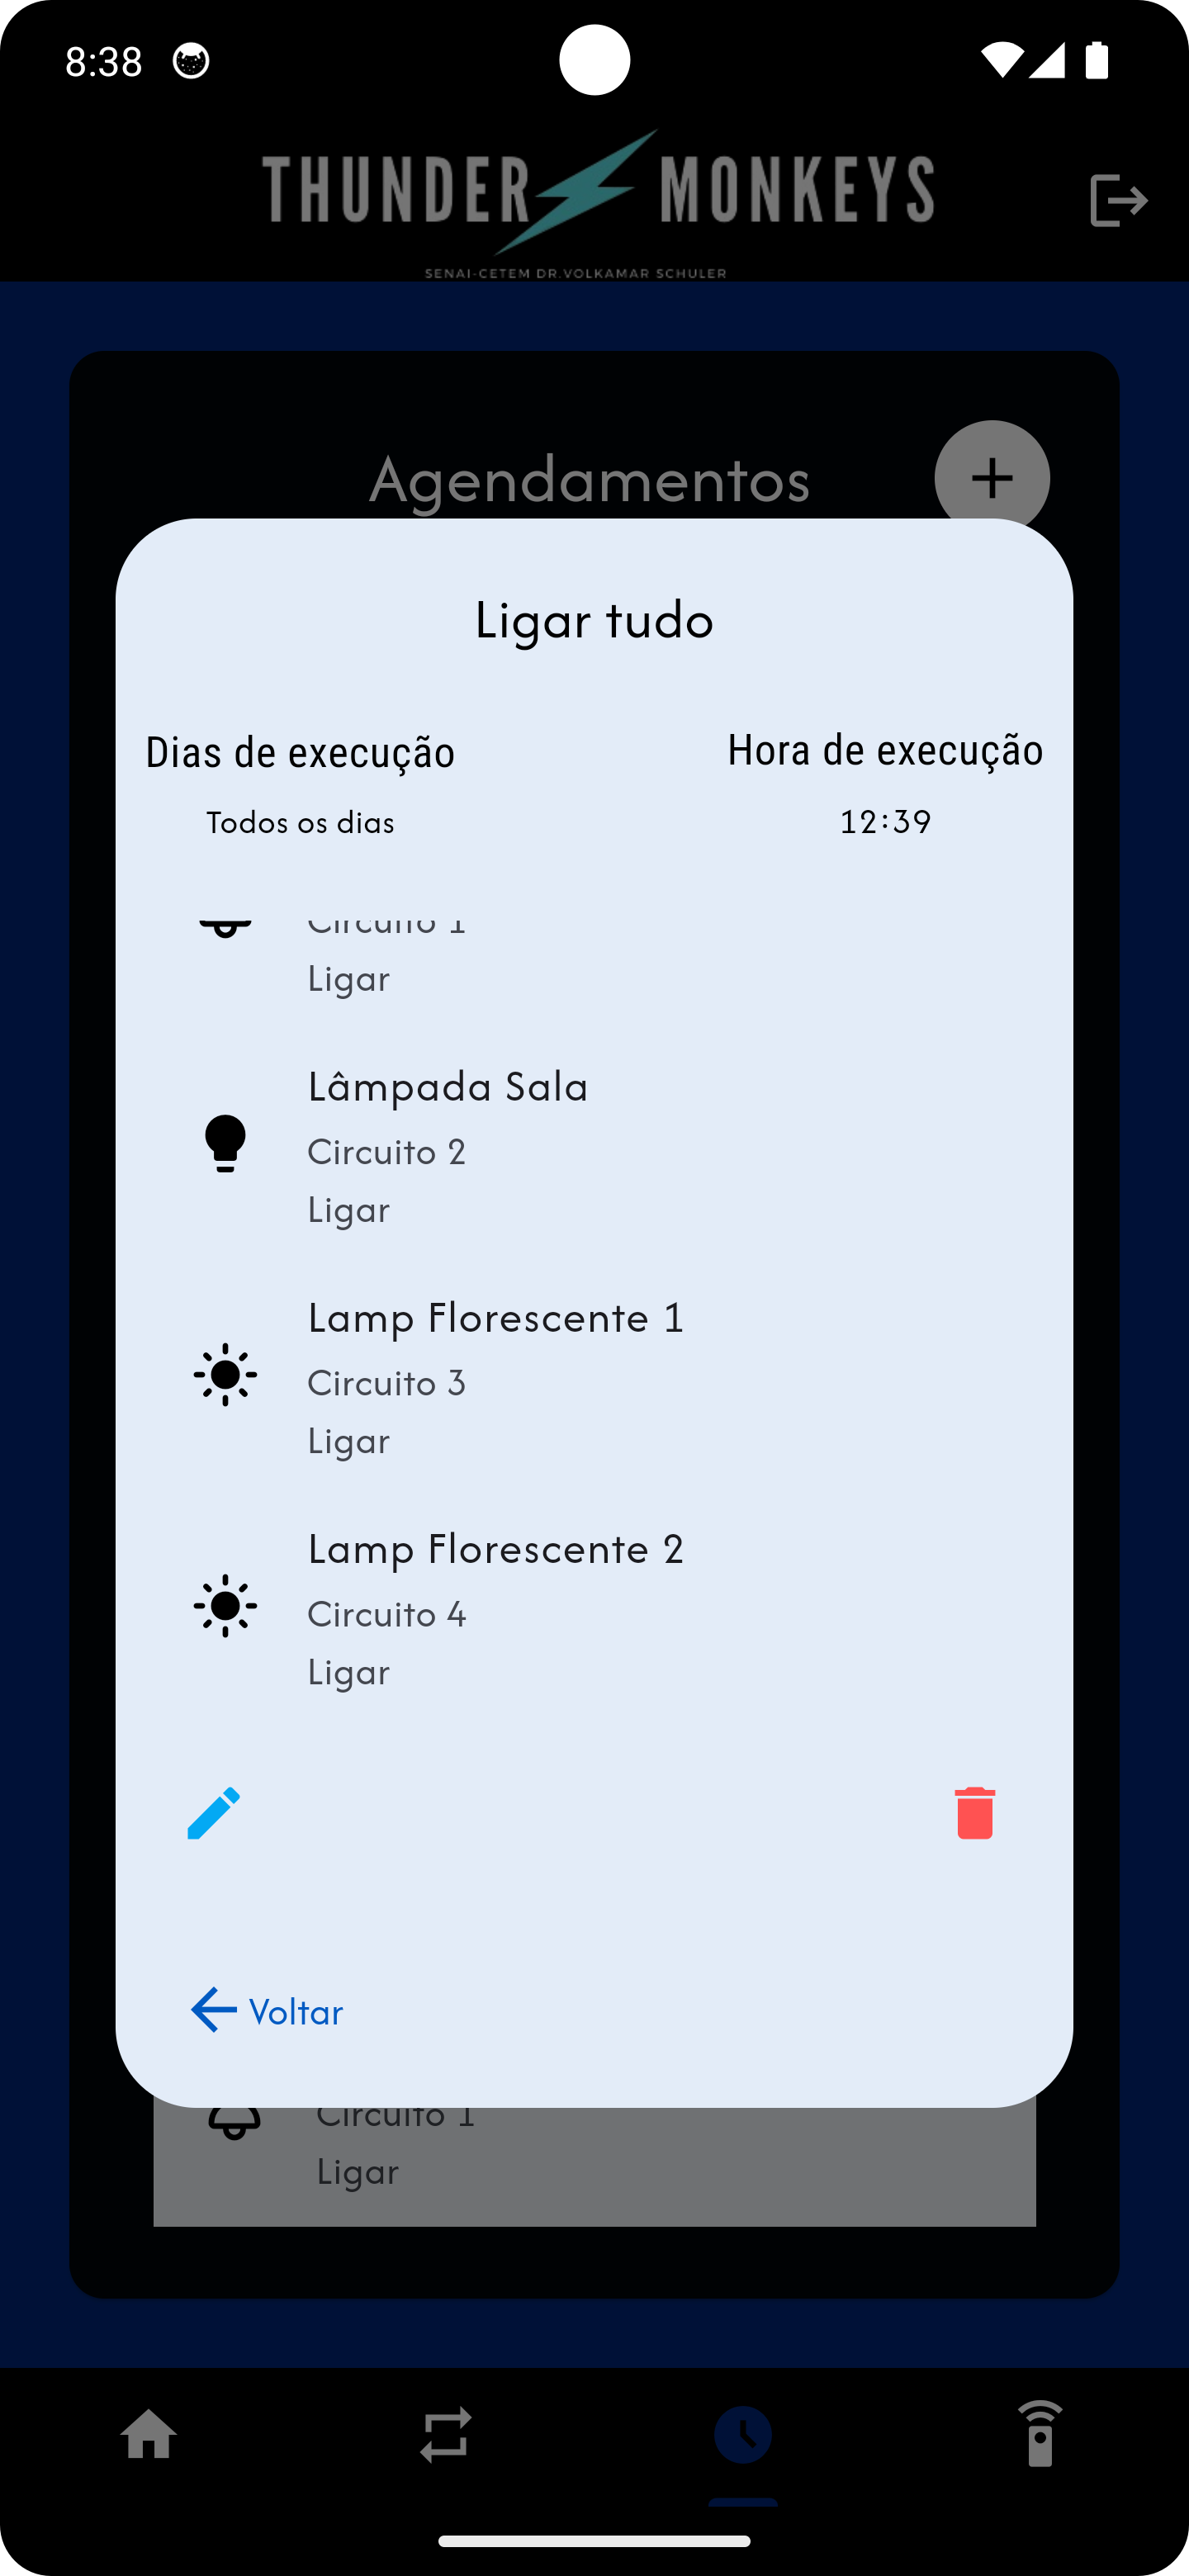 8:38
THUNDER MONKEYS
SENAI-CETEM DR.VOLKAMAR SCHULER
Agendamentos
Ligar tudo
Dias de execução Hora de execução
Todos os dias 12:39
Circuito 1
Ligar
Lâmpada Sala
Circuito 2
Ligar
Lamp Florescente 1
Circuito 3
Ligar
Lamp Florescente 2
Circuito 4
Ligar
Voltar
Circuito 1
Ligar